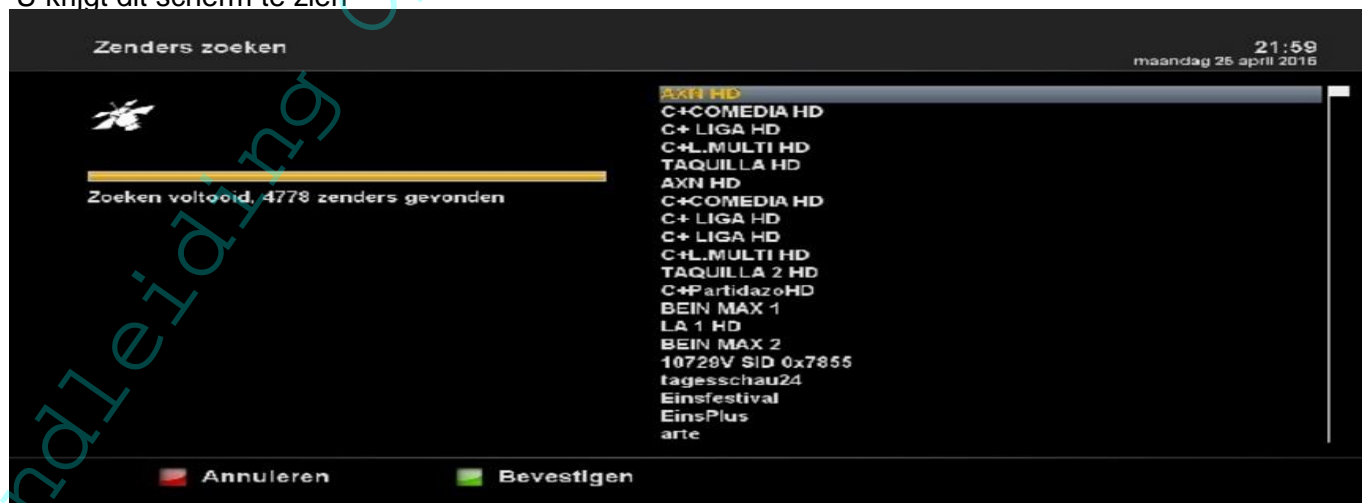 U krijgt dit scherm te zien
Zenders zoeken
21:59
maandag 25 april 2016
Zoeken voltooid, 4778 zenders gevonden
AXN HD
C+COMEDIA HD
C+ LIGA HD
C+L.MULTI HD
TAQUILLA HD
AXN HD
C+COMEDIA HD
C+ LIGA HD
C+ LIGA HD
C+L.MULTI HD
TAQUILLA 2 HD
C+PartidazoHD
BEIN MAX 1
LA 1 HD
BEIN MAX 2
10729V SID 0x7855
tagesschau24
Einsfestival
EinsPlus
arte
Annuleren
Bevestigen
ndleiding